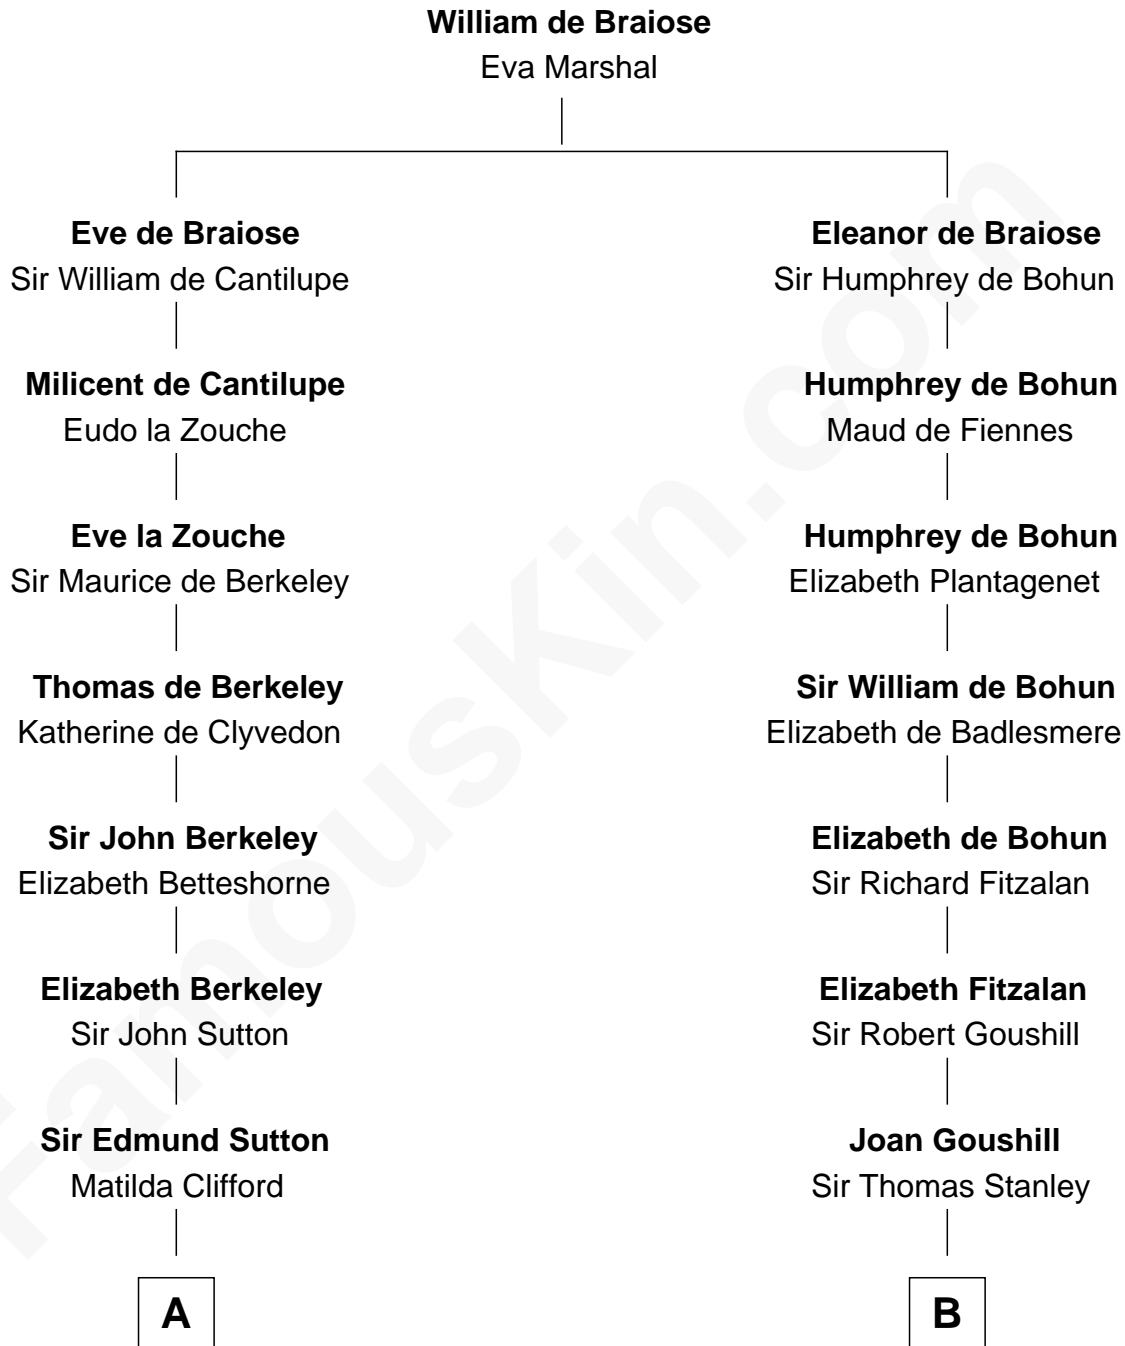 William de Braiose
Eva Marshal
Eve de Braiose
Sir William de Cantilupe
Milicent de Cantilupe
Eudo la Zouche
Eve la Zouche
Sir Maurice de Berkeley
Thomas de Berkeley
Katherine de Clyvedon
Sir John Berkeley
Elizabeth Betteshorne
Elizabeth Berkeley
Sir John Sutton
Sir Edmund Sutton
Matilda Clifford
A
Eleanor de Braiose
Sir Humphrey de Bohun
Humphrey de Bohun
Maud de Fiennes
Humphrey de Bohun
Elizabeth Plantagenet
Sir William de Bohun
Elizabeth de Badlesmere
Elizabeth de Bohun
Sir Richard Fitzalan
Elizabeth Fitzalan
Sir Robert Goushill
Joan Goushill
Sir Thomas Stanley
B
FamousKin.com